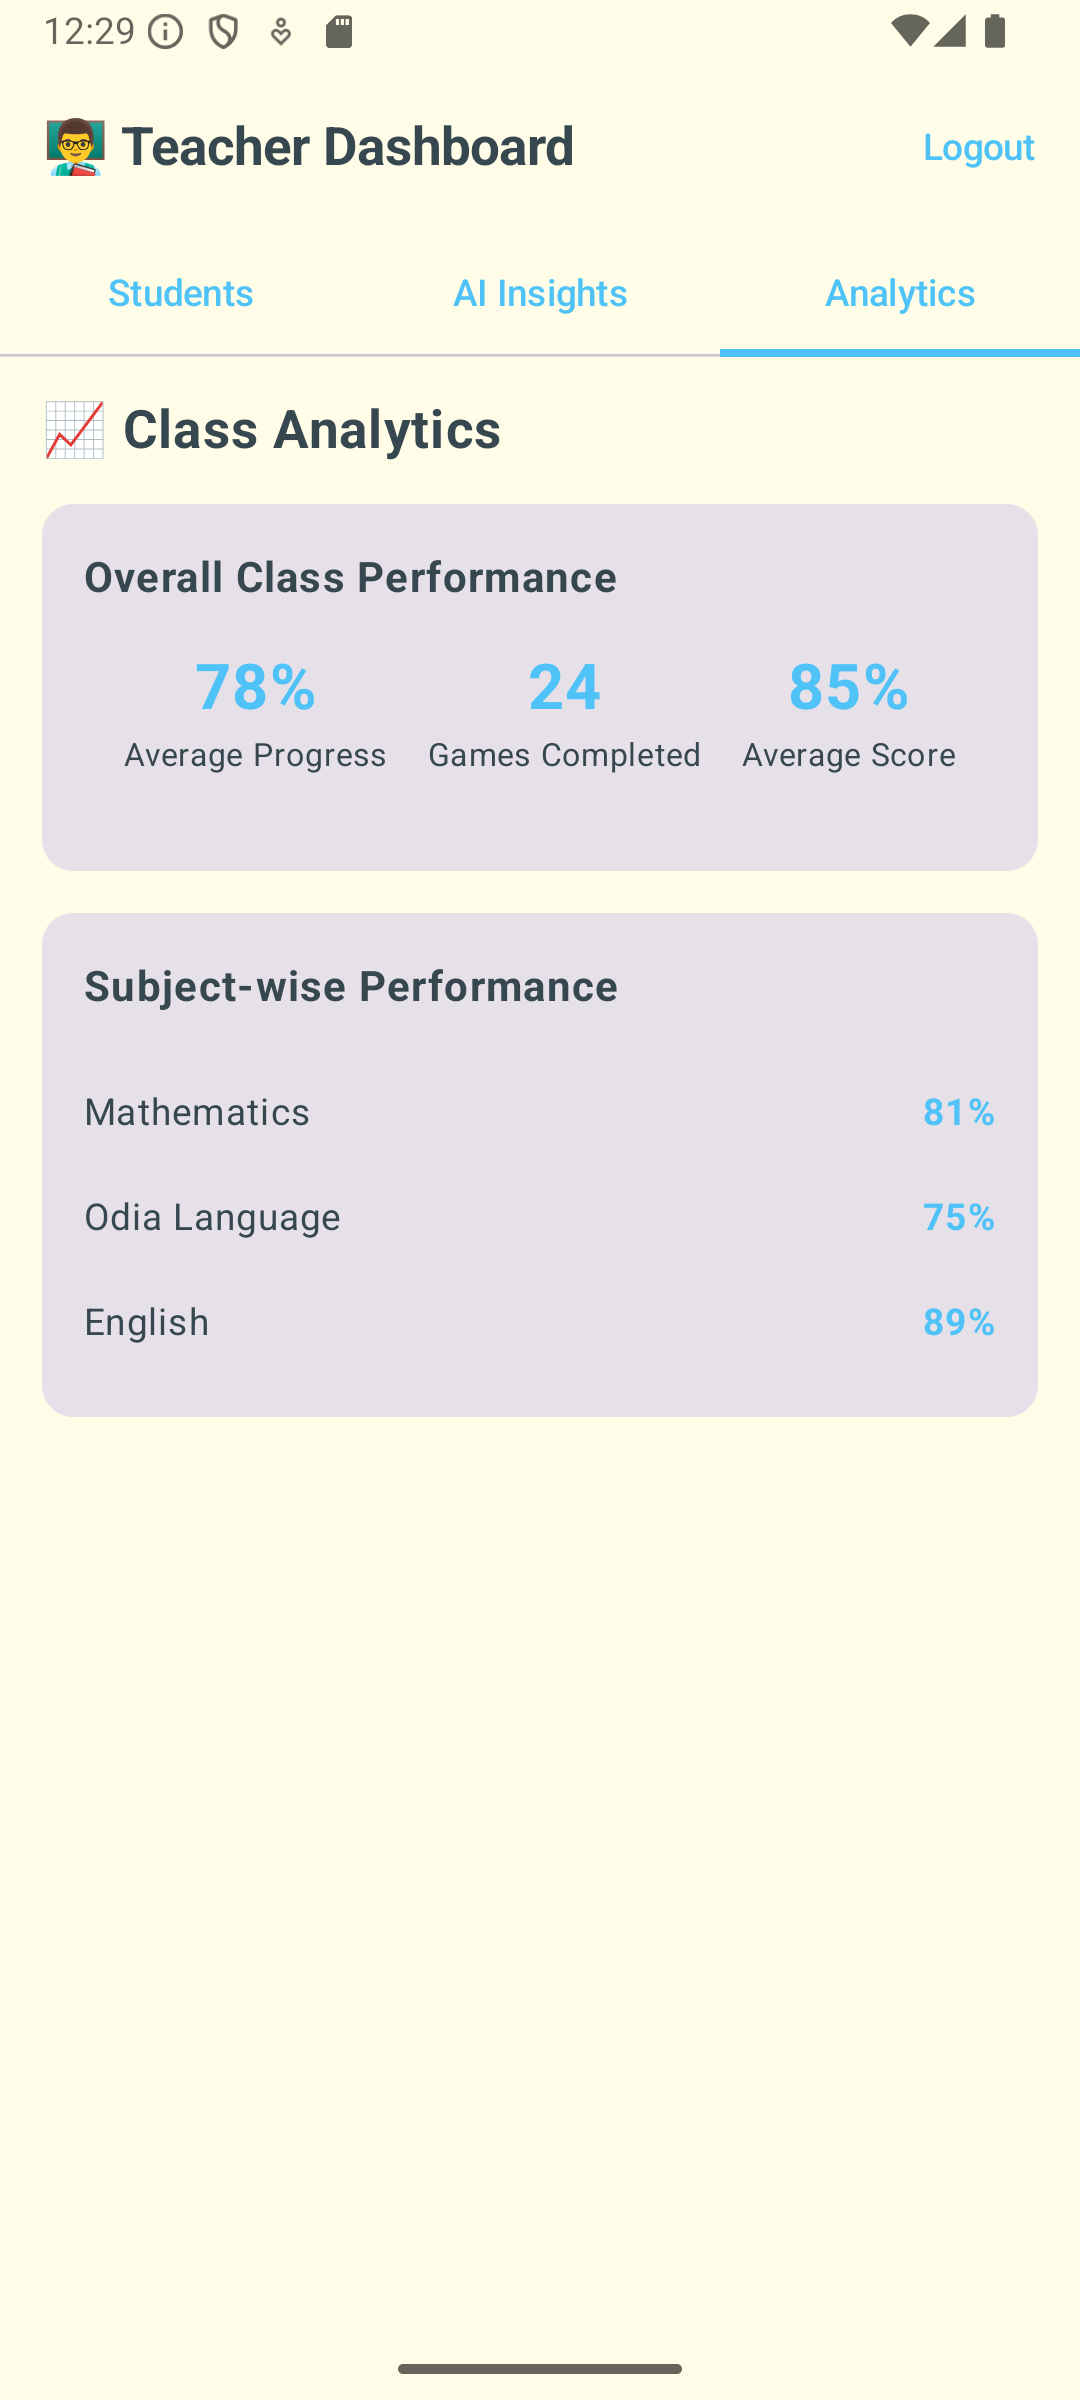 12:29
Teacher Dashboard
Logout
Students AI Insights Analytics
Class Analytics
Overall Class Performance
78% 24 85%
Average Progress Games Completed Average Score
Subject-wise Performance
Mathematics 81%
Odia Language 75%
English 89%